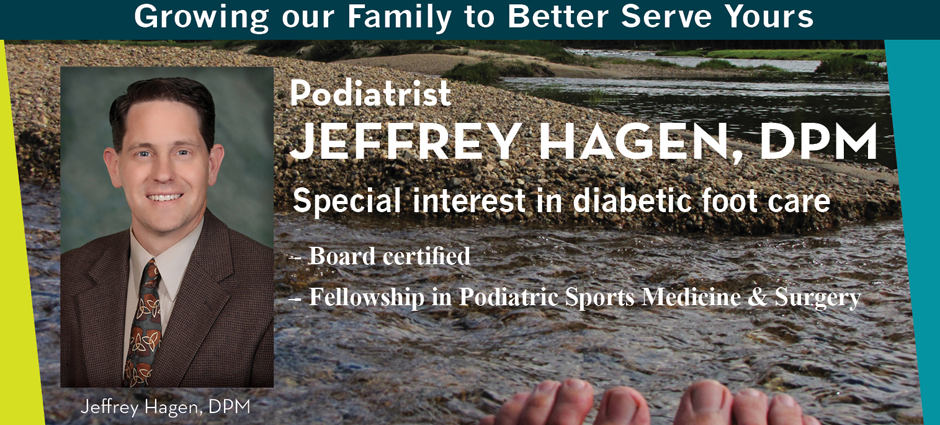 Growing our Family to Better Serve Yours
Podiatrist
JEFFREY HAGEN, DPM
Special interest in diabetic foot care
– Board certified
– Fellowship in Podiatric Sports Medicine & Surgery
Jeffrey Hagen, DPM